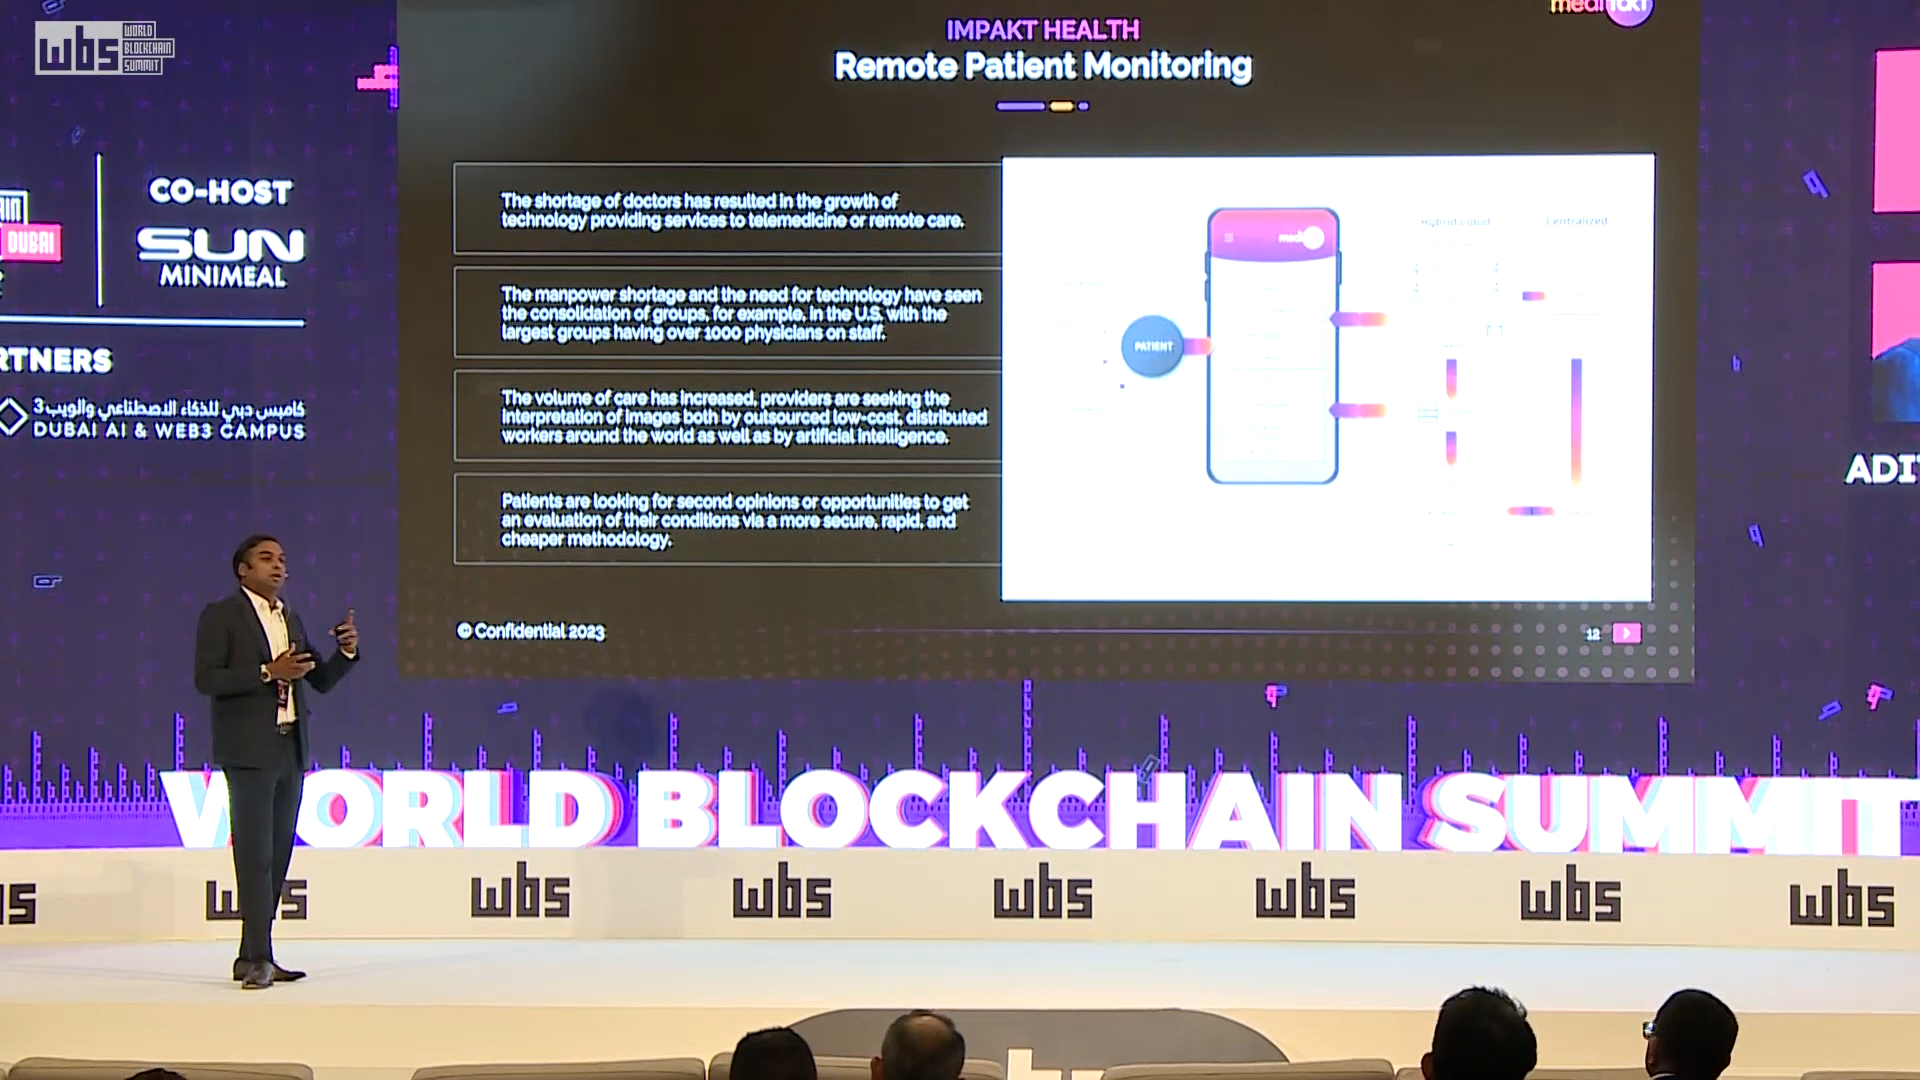 wbs WORLD
BLOCKCHAIN
SUMMIT
DUBAI
CO-HOST
SUN
MINIMEAL
كامبس دبي للذكاء الاصطناعي والويب3
DUBAI AI & WEB3 CAMPUS
IMPAKT HEALTH
Remote Patient Monitoring
The shortage of doctors has resulted in the growth of
technology providing services to telemedicine or remote care.
The manpower shortage and the need for technology have seen
the consolidation of groups, for example, in the U.S. with the
largest groups having over 1000 physicians on staff.
The volume of care has increased, providers are seeking the
interpretation of images both by outsourced low-cost, distributed
workers around the world as well as by artificial intelligence.
Patients are looking for second opinions or opportunities to get
an evaluation of their conditions via a more secure, rapid, and
cheaper methodology.
PATIENT
Hybrid Cloud
Centralized
© Confidential 2023
12
WORLD BLOCKCHAIN SUMMIT
wbs wbs wbs wbs wbs wbs